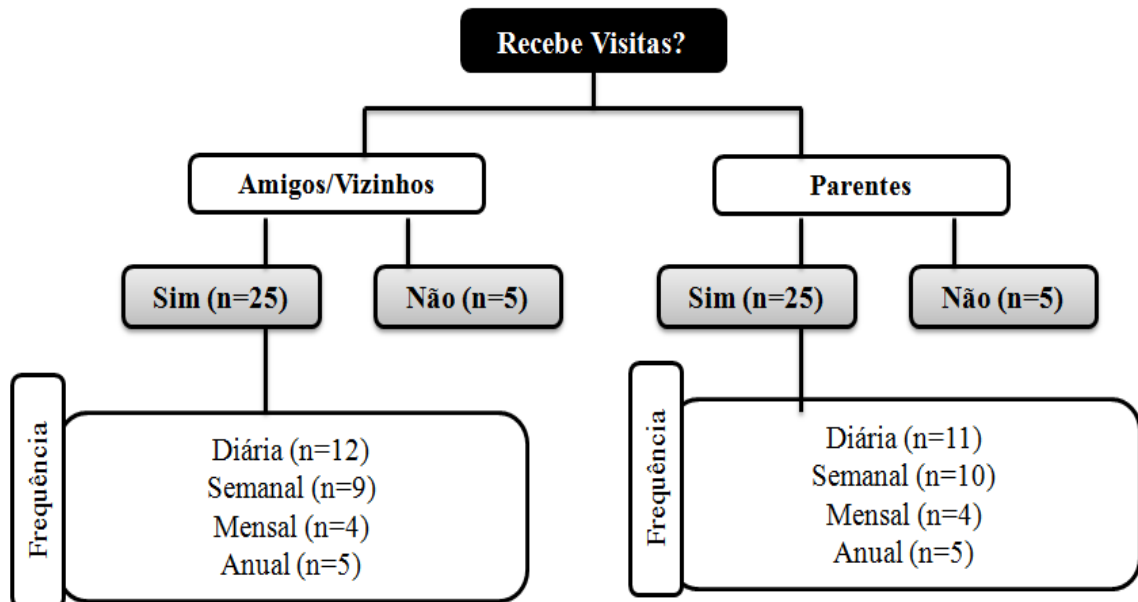 Recebe Visitas?
Amigos/Vizinhos
Sim (n=25)
Não (n=5)
Frequência
Diária (n=12)
Semanal (n=9)
Mensal (n=4)
Anual (n=5)
Parentes
Sim (n=25)
Não (n=5)
Frequência
Diária (n=11)
Semanal (n=10)
Mensal (n=4)
Anual (n=5)